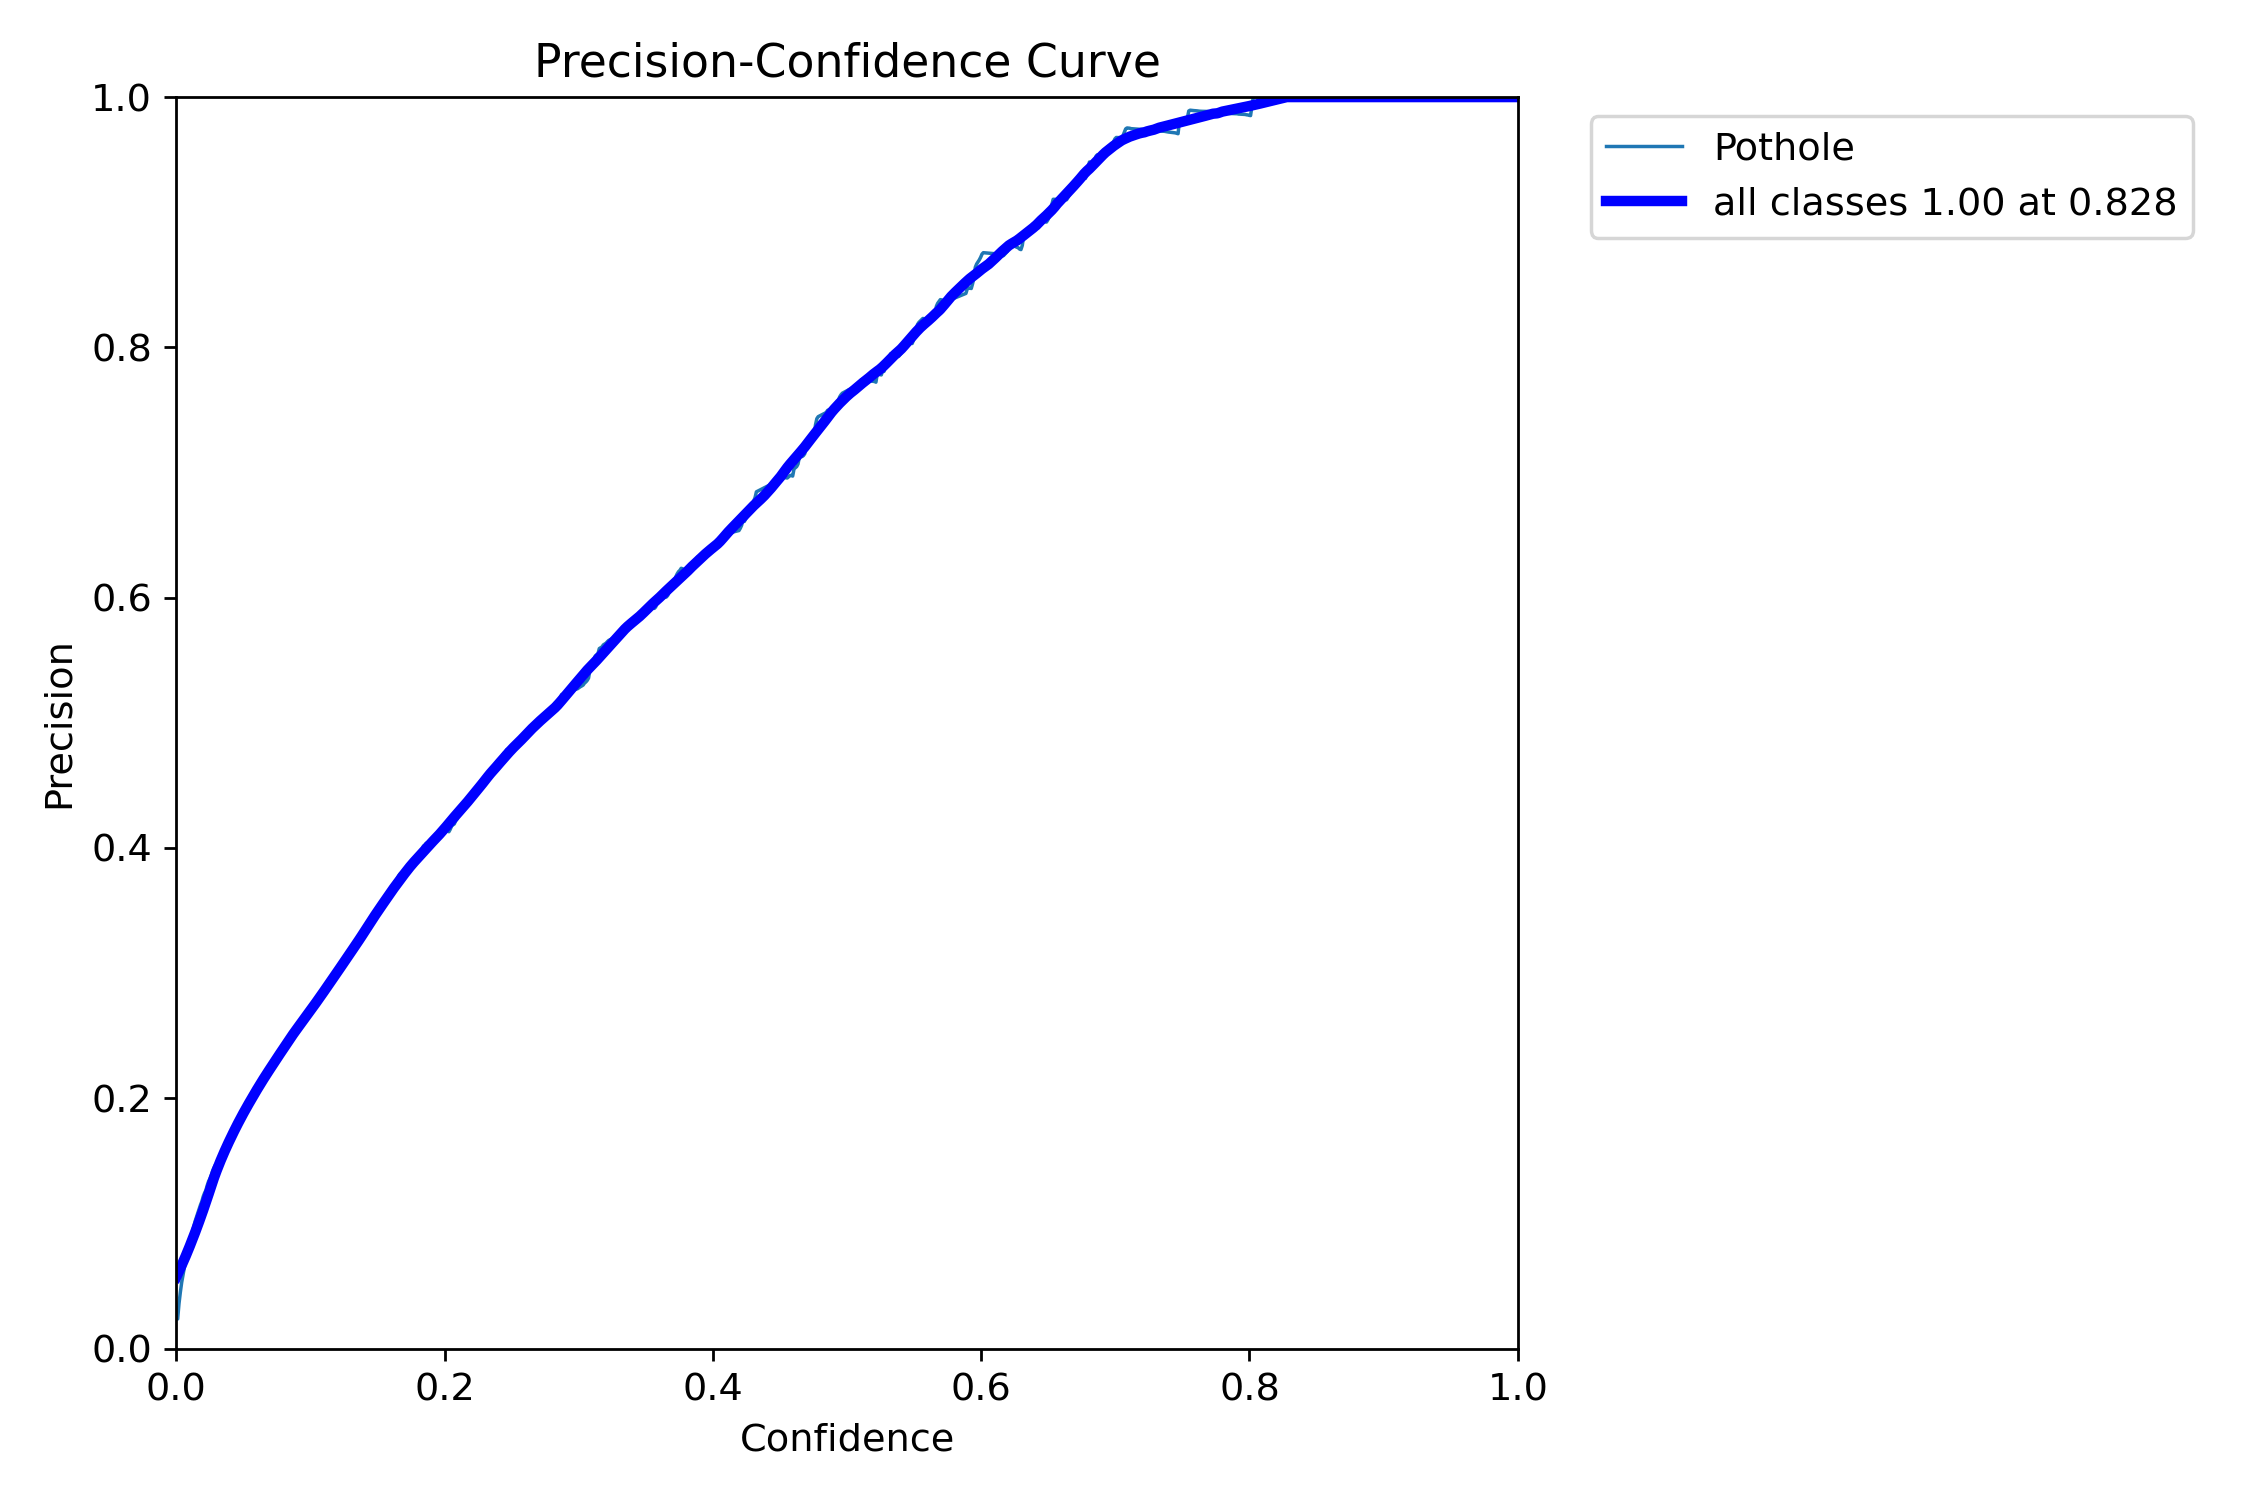 Precision-Confidence Curve
1.0
0.8
0.6
0.4
0.2
0.0
Precision
0.0 0.2 0.4 0.6 0.8 1.0
Confidence
Pothole
all classes 1.00 at 0.828